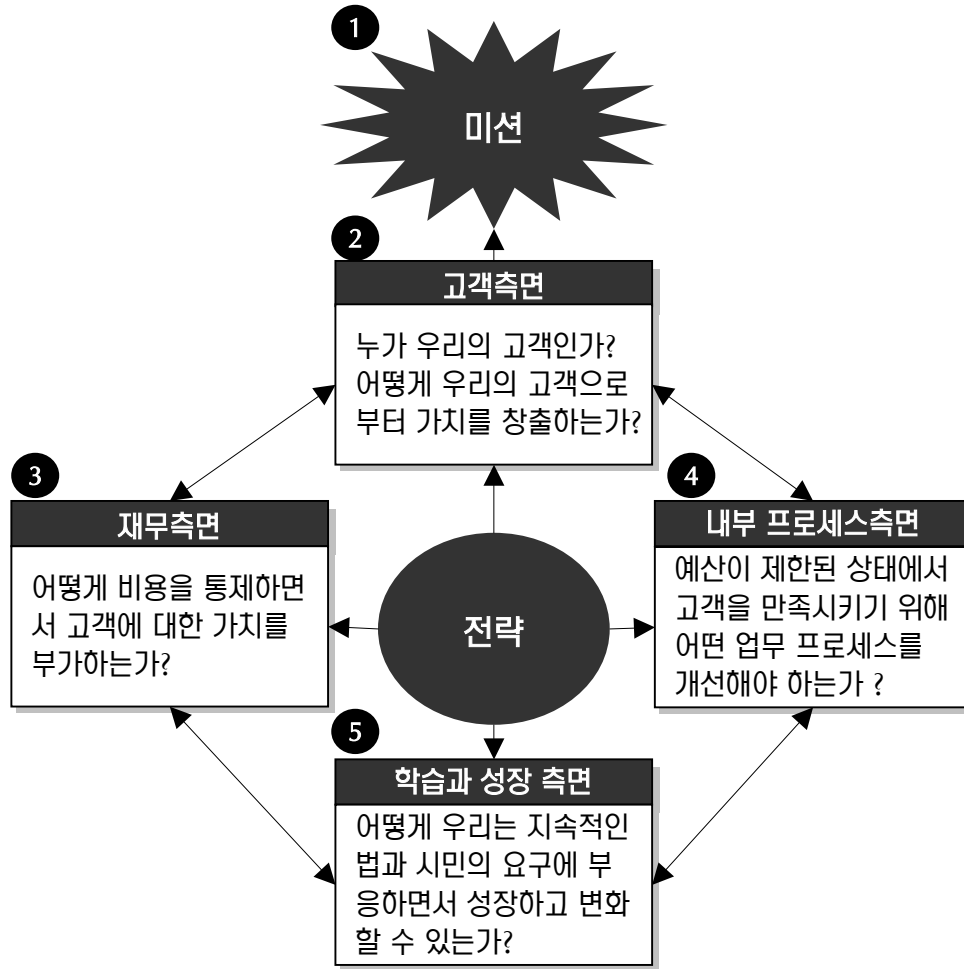 1
미션
2
고객측면
누가 우리의 고객인가?
어떻게 우리의 고객으로
부터 가치를 창출하는가?
3
재무측면
어떻게 비용을 통제하면
서 고객에 대한 가치를
부가하는가?
전략
4
내부 프로세스측면
예산이 제한된 상태에서
고객을 만족시키기 위해
어떤 업무 프로세스를
개선해야 하는가 ?
5
학습과 성장 측면
어떻게 우리는 지속적인
법과 시민의 요구에 부
응하면서 성장하고 변화
할 수 있는가?